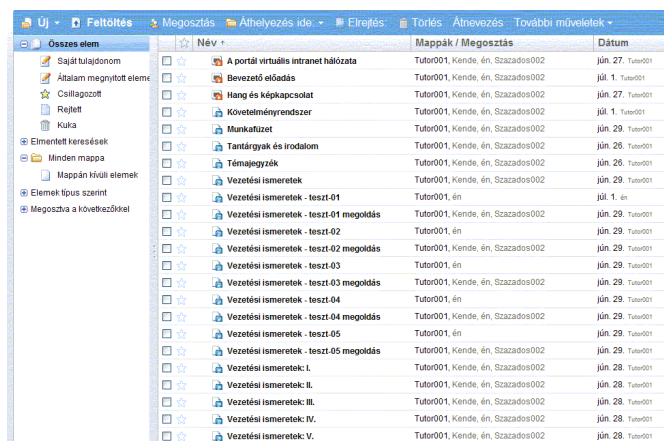 Új Feltöltés Megosztás Áthelyezés ide: Elrejtés: Törlés Átnevezés További műveletek
Összes elem
Saját tulajdonom
Általam megnyitott eleme
Csillagozott
Rejtett
Kuka
Elmentett keresések
Minden mappa
Mappán kívüli elemek
Elemek típus szerint
Megosztva a következőkkel
Név ↑ Mappák / Megosztás Dátum
A portál virtuális intranet hálózata Tutor001, Kende, én, Szazados002 jún. 27. Tutor001
Bevezető előadás Tutor001, Kende, én, Szazados002 júl. 1. Tutor001
Hang és képkapcsolat Tutor001, Kende, én, Szazados002 jún. 27. Tutor001
Követelményrendszer Tutor001, Kende, én, Szazados002 júl. 1. Tutor001
Munkafüzet Tutor001, Kende, én, Szazados002 jún. 29. Tutor001
Tantárgyak és irodalom Tutor001, Kende, én, Szazados002 jún. 26. Tutor001
Témajegyzék Tutor001, Kende, én, Szazados002 jún. 26. Tutor001
Vezetési ismeretek Tutor001, Kende, én, Szazados002 jún. 29. Tutor001
Vezetési ismeretek - teszt-01 Tutor001, én júl. 1. én
Vezetési ismeretek - teszt-01 megoldás Tutor001, Kende, én, Szazados002 jún. 29. Tutor001
Vezetési ismeretek - teszt-02 Tutor001, én jún. 29. Tutor001
Vezetési ismeretek - teszt-02 megoldás Tutor001, Kende, én, Szazados002 jún. 29. Tutor001
Vezetési ismeretek - teszt-03 Tutor001, én jún. 29. Tutor001
Vezetési ismeretek - teszt-03 megoldás Tutor001, Kende, én, Szazados002 jún. 29. Tutor001
Vezetési ismeretek - teszt-04 Tutor001, én jún. 29. Tutor001
Vezetési ismeretek - teszt-04 megoldás Tutor001, Kende, én, Szazados002 jún. 29. Tutor001
Vezetési ismeretek - teszt-05 Tutor001, én jún. 29. Tutor001
Vezetési ismeretek - teszt-05 megoldás Tutor001, Kende, én, Szazados002 jún. 29. Tutor001
Vezetési ismeretek: I. Tutor001, Kende, én, Szazados002 jún. 28. Tutor001
Vezetési ismeretek: II. Tutor001, Kende, én, Szazados002 jún. 28. Tutor001
Vezetési ismeretek: III. Tutor001, Kende, én, Szazados002 jún. 28. Tutor001
Vezetési ismeretek: IV. Tutor001, Kende, én, Szazados002 jún. 28. Tutor001
Vezetési ismeretek: V. Tutor001, Kende, én, Szazados002 jún. 28. Tutor001